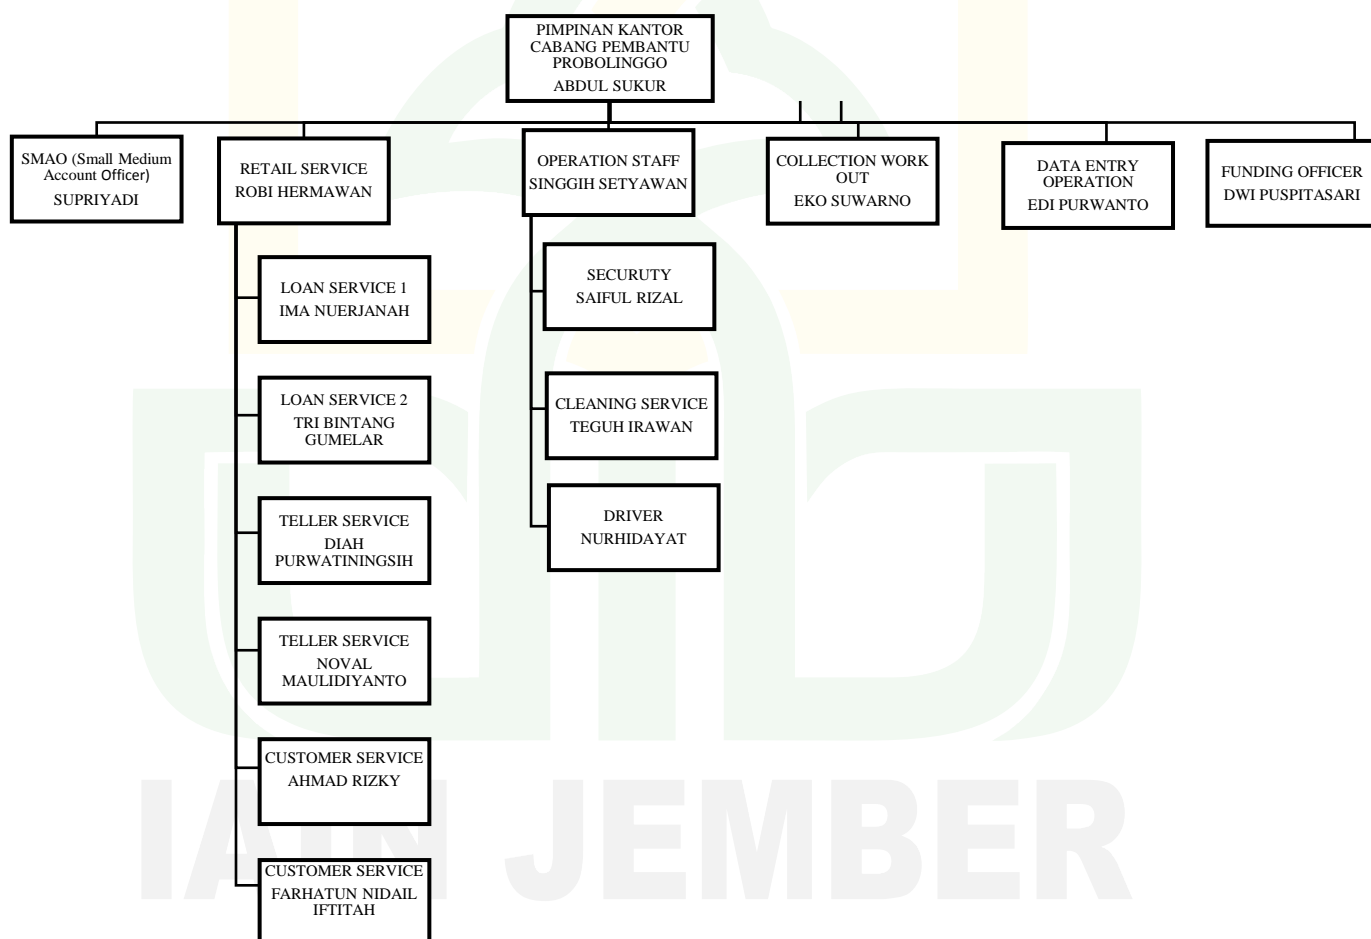 PIMPINAN KANTOR
CABANG PEMBANTU
PROBOLINGGO
ABDUL SUKUR
SMAO (Small Medium
Account Officer)
SUPRIYADI
RETAIL SERVICE
ROBI HERMAWAN
OPERATION STAFF
SINGGIH SETYAWAN
COLLECTION WORK
OUT
EKO SUWARNO
DATA ENTRY
OPERATION
EDI PURWANTO
FUNDING OFFICER
DWI PUSPITASARI
LOAN SERVICE 1
IMA NUERJANAH
LOAN SERVICE 2
TRI BINTANG
GUMELAR
TELLER SERVICE
DIAH
PURWATININGSIH
TELLER SERVICE
NOVAL
MAULIDIYANTO
CUSTOMER SERVICE
AHMAD RIZKY
CUSTOMER SERVICE
FARHATUN NIDAIL
IFTITAH
SECURUTY
SAIFUL RIZAL
CLEANING SERVICE
TEGUH IRAWAN
DRIVER
NURHIDAYAT
IAIN JEMBER